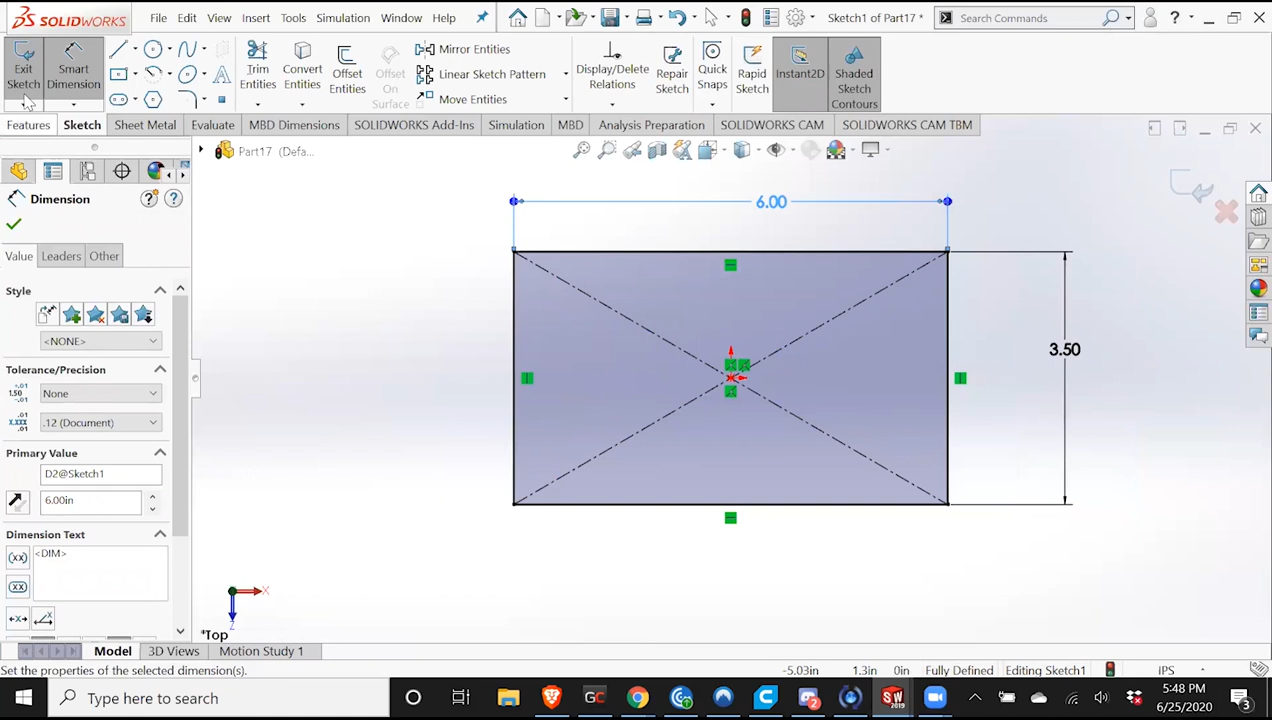 SOLIDWORKS File Edit View Insert Tools Simulation Window Help Sketch1 of Part17 * Search Commands ?
Exit Sketch
Smart Dimension
Trim Entities
Convert Entities
Offset Entities
Offset On Surface
Mirror Entities
Linear Sketch Pattern
Move Entities
Display/Delete Relations
Repair Sketch
Quick Snaps
Rapid Sketch
Instant2D
Shaded Sketch Contours
Features Sketch Sheet Metal Evaluate MBD Dimensions SOLIDWORKS Add-Ins Simulation MBD Analysis Preparation SOLIDWORKS CAM SOLIDWORKS CAM TBM
Part17 (Defa...
Dimension
Value Leaders Other
Style
<NONE>
Tolerance/Precision
None
.12 (Document)
Primary Value
D2@Sketch1
6.00in
Dimension Text
<DIM>
(xx)
(xx)
6.00
3.50
X
Z
*Top
Model 3D Views Motion Study 1
Set the properties of the selected dimension(s). -5.03in 1.3in 0in Fully Defined Editing Sketch1 IPS
Type here to search
5:48 PM
6/25/2020